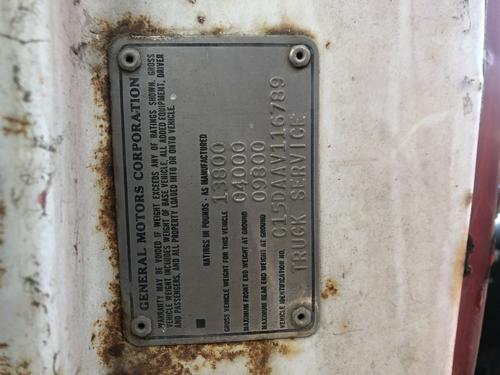 GENERAL MOTORS CORPORATION
WARRANTY MAY BE VOID IF WEIGHT EXCEEDS ANY OF RATINGS SHOWN. GROSS
VEHICLE WEIGHT INCLUDES WEIGHT OF BASE VEHICLE, ALL ADDED EQUIPMENT, DRIVER
AND PASSENGERS, AND ALL PROPERTY LOADED INTO OR ONTO VEHICLE.
RATINGS IN POUNDS - AS MANUFACTURED
GROSS VEHICLE WEIGHT FOR THIS VEHICLE 13800
MAXIMUM FRONT END WEIGHT AT GROUND 04000
MAXIMUM REAR END WEIGHT AT GROUND 09800
VEHICLE IDENTIFICATION NO. C15DAAV116789
TRUCK SERVICE